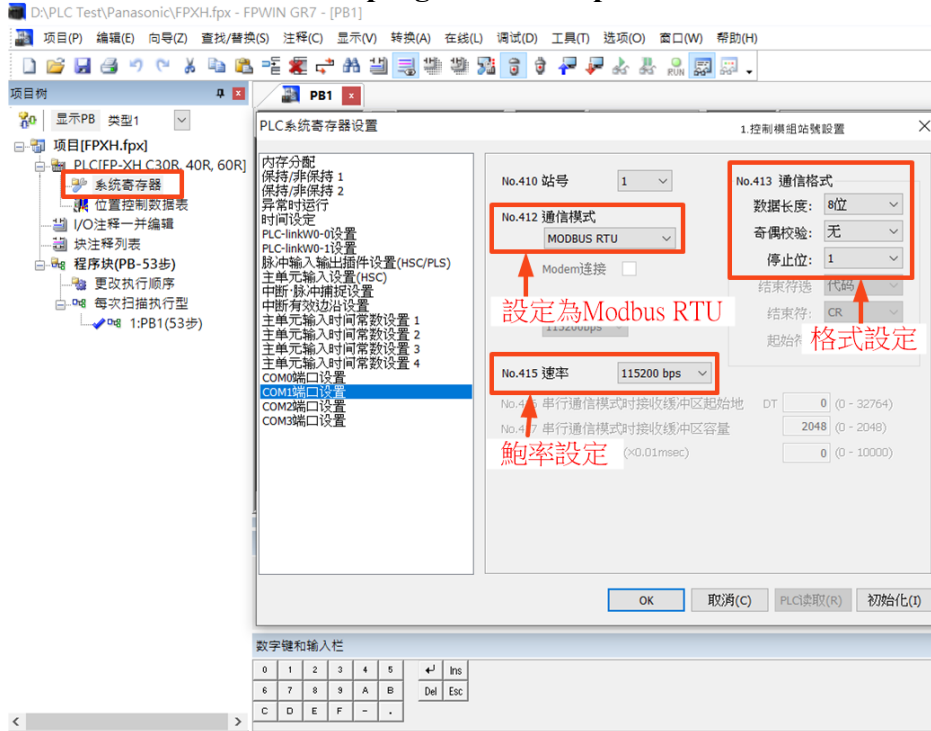 D:\PLC Test\Panasonic\FPXH.fpx - FPWIN GR7 - [PB1]
项目(P) 编辑(E) 向导(Z) 查找/替换(S) 注释(C) 显示(V) 转换(A) 在线(L) 调试(D) 工具(T) 选项(O) 窗口(W) 帮助(H)
项目树
PB1
显示PB 类型1
项目[FPXH.fpx]
PLC[FP-XH C30R, 40R, 60R]
系统寄存器
位置控制数据表
I/O注释一并编辑
块注释列表
程序块(PB-53步)
更改执行顺序
每次扫描执行型
1:PB1(53步)
PLC系统寄存器设置
1.控制模组站號設置
内存分配
保持/非保持 1
保持/非保持 2
异常时运行
时间设定
PLC-linkW0-0设置
PLC-linkW0-1设置
脉冲输入输出插件设置(HSC/PLS)
主单元输入设置(HSC)
中断·脉冲捕捉设置
中断有效边沿设置
主单元输入时间常数设置 1
主单元输入时间常数设置 2
主单元输入时间常数设置 3
主单元输入时间常数设置 4
COM0端口设置
COM1端口设置
COM2端口设置
COM3端口设置
No.410 站号 1
No.412 通信模式
MODBUS RTU
Modem连接
設定為Modbus RTU
115200bps
No.415 速率 115200 bps
串行通信模式时接收缓冲区起始地 DT 0 (0 - 32764)
串行通信模式时接收缓冲区容量 2048 (0 - 2048)
鮑率設定 (×0.01msec) 0 (0 - 10000)
No.413 通信格式
数据长度: 8位
奇偶校验: 无
停止位: 1
结束符选 代码
结束符: CR
起始符
格式設定
OK 取消(C) PLC读取(R) 初始化(I)
数字键和输入栏
0 1 2 3 4 5 Ins
6 7 8 9 A B Del Esc
C D E F - .